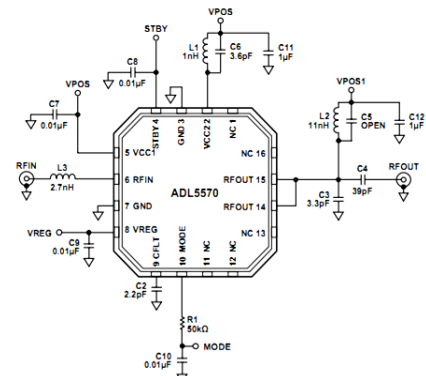 VPOS
STBY
L1
1nH
C6
3.6pF
C11
1µF
C8
0.01µF
VPOS
C7
0.01µF
VPOS1
L2
11nH
C5
OPEN
C12
1µF
STBY 4
GND 3
VCC2 2
NC 1
5 VCC1
NC 16
RFIN
L3
2.7nH
6 RFIN
ADL5570
RFOUT 15
C4
39pF
RFOUT
7 GND
RFOUT 14
C3
3.3pF
VREG
8 VREG
NC 13
C9
0.01µF
9 CFLT
10 MODE
11 NC
12 NC
C2
2.2pF
R1
50kΩ
MODE
C10
0.01µF